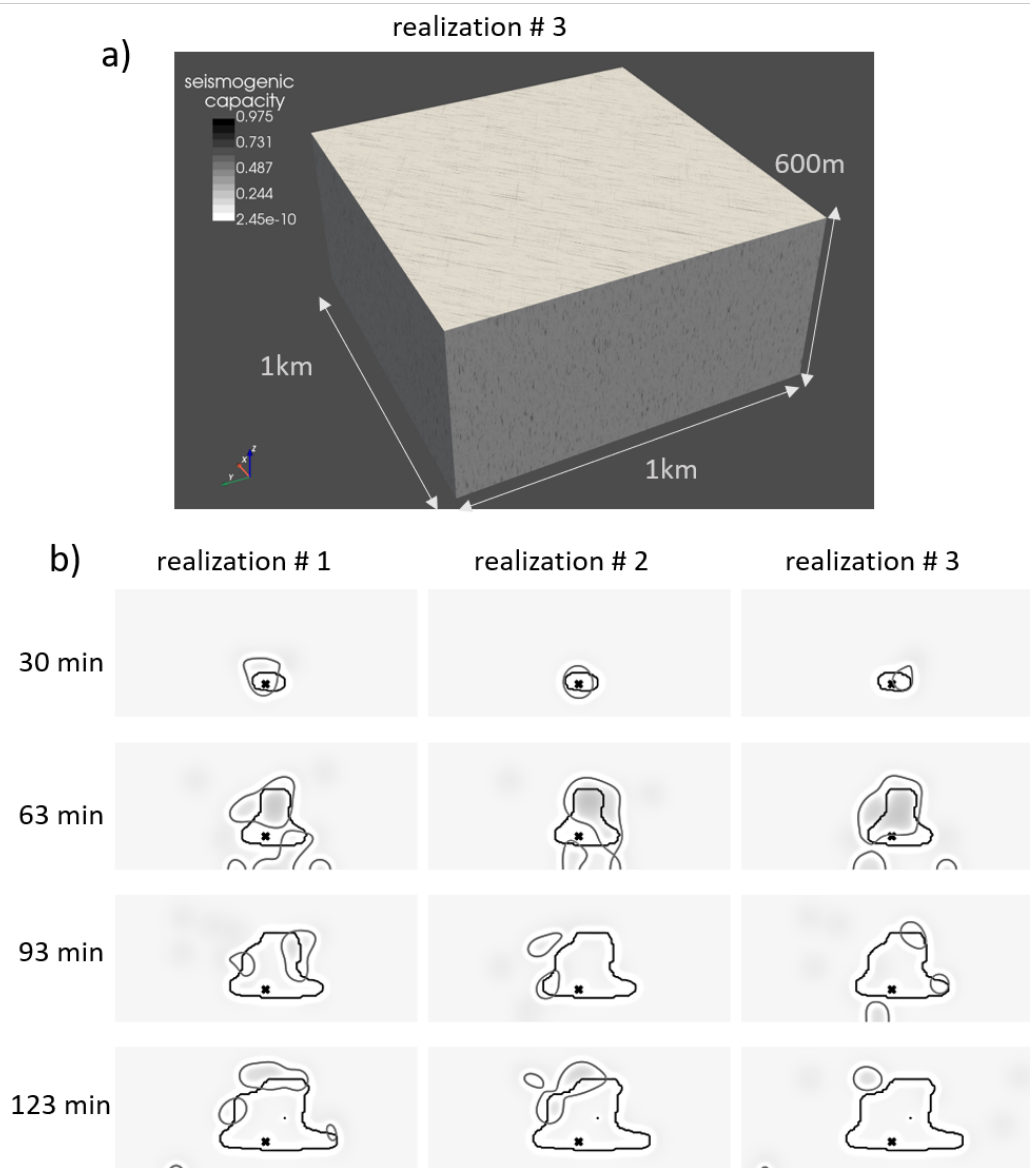 realization # 3
a)
seismogenic
capacity
0.975
0.731
0.487
0.244
2.45e-10
600m
1km
1km
z
x
Y
b)
realization # 1 realization # 2 realization # 3
30 min
63 min
93 min
123 min